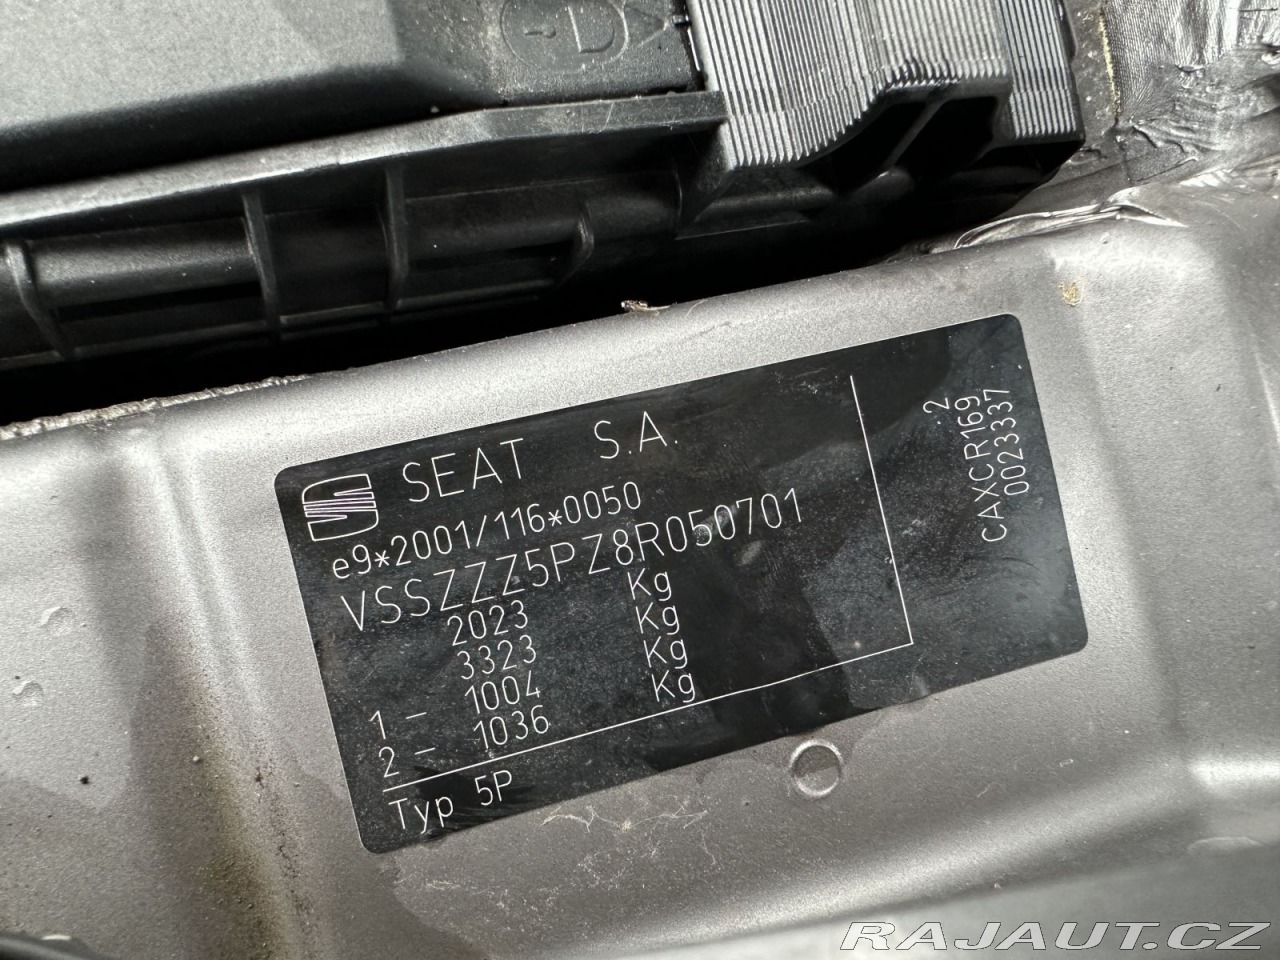 SEAT S.A.
e9*2001/116*0050
VSSZZZ5PZ8R050701
2023 Kg
3323 Kg
1 - 1004 Kg
2 - 1036 Kg
Typ 5P
.2
CAXCR169
0023337
RAJAUT.CZ